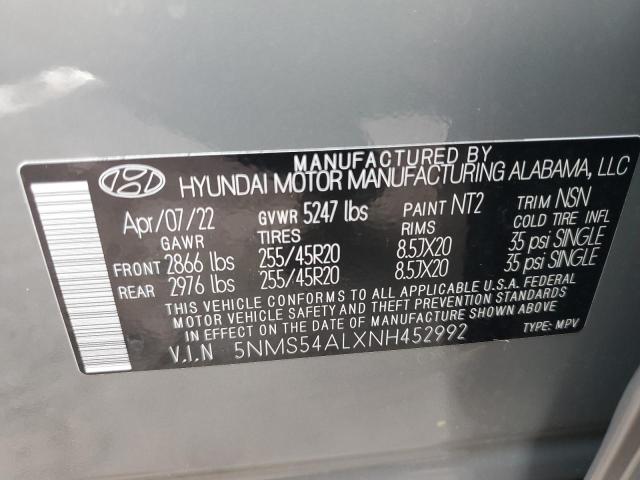 MANUFACTURED BY
HYUNDAI MOTOR MANUFACTURING ALABAMA, LLC
Apr/07/22 GVWR 5247 lbs PAINT NT2 TRIM NSN
GAWR TIRES RIMS COLD TIRE INFL
FRONT 2866 lbs 255/45R20 8.5JX20 35 psi SINGLE
REAR 2976 lbs 255/45R20 8.5JX20 35 psi SINGLE
THIS VEHICLE CONFORMS TO ALL APPLICABLE U.S.A. FEDERAL
MOTOR VEHICLE SAFETY AND THEFT PREVENTION STANDARDS
IN EFFECT ON THE DATE OF MANUFACTURE SHOWN ABOVE.
V.I.N 5NMS54ALXNH452992 TYPE: MPV